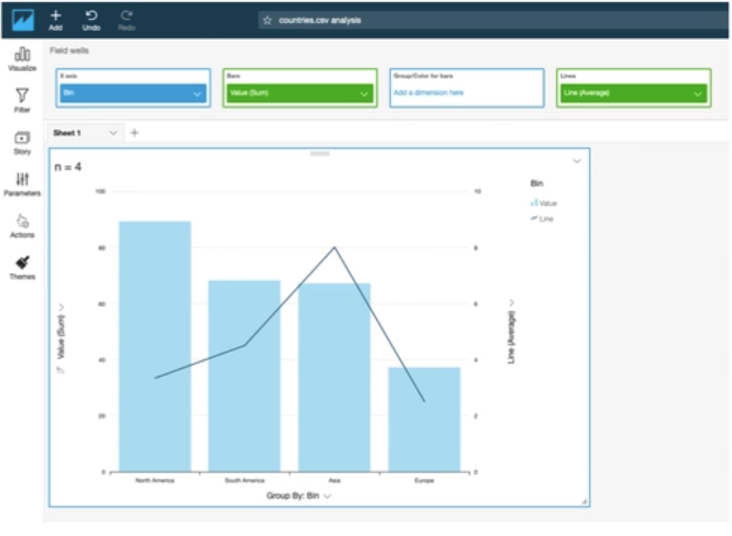 Add
Undo
Redo
countries.csv analysis
Visualize
Filter
Story
Parameters
Actions
Themes
Field wells
X axis
Bin
Bars
Value (Sum)
Group/Color for bars
Add a dimension here
Lines
Line (Average)
Sheet 1
n = 4
100
80
60
40
20
0
Value (Sum)
10
8
6
4
2
0
Line (Average)
North America
South America
Asia
Europe
Group By: Bin
Bin
Value
Line